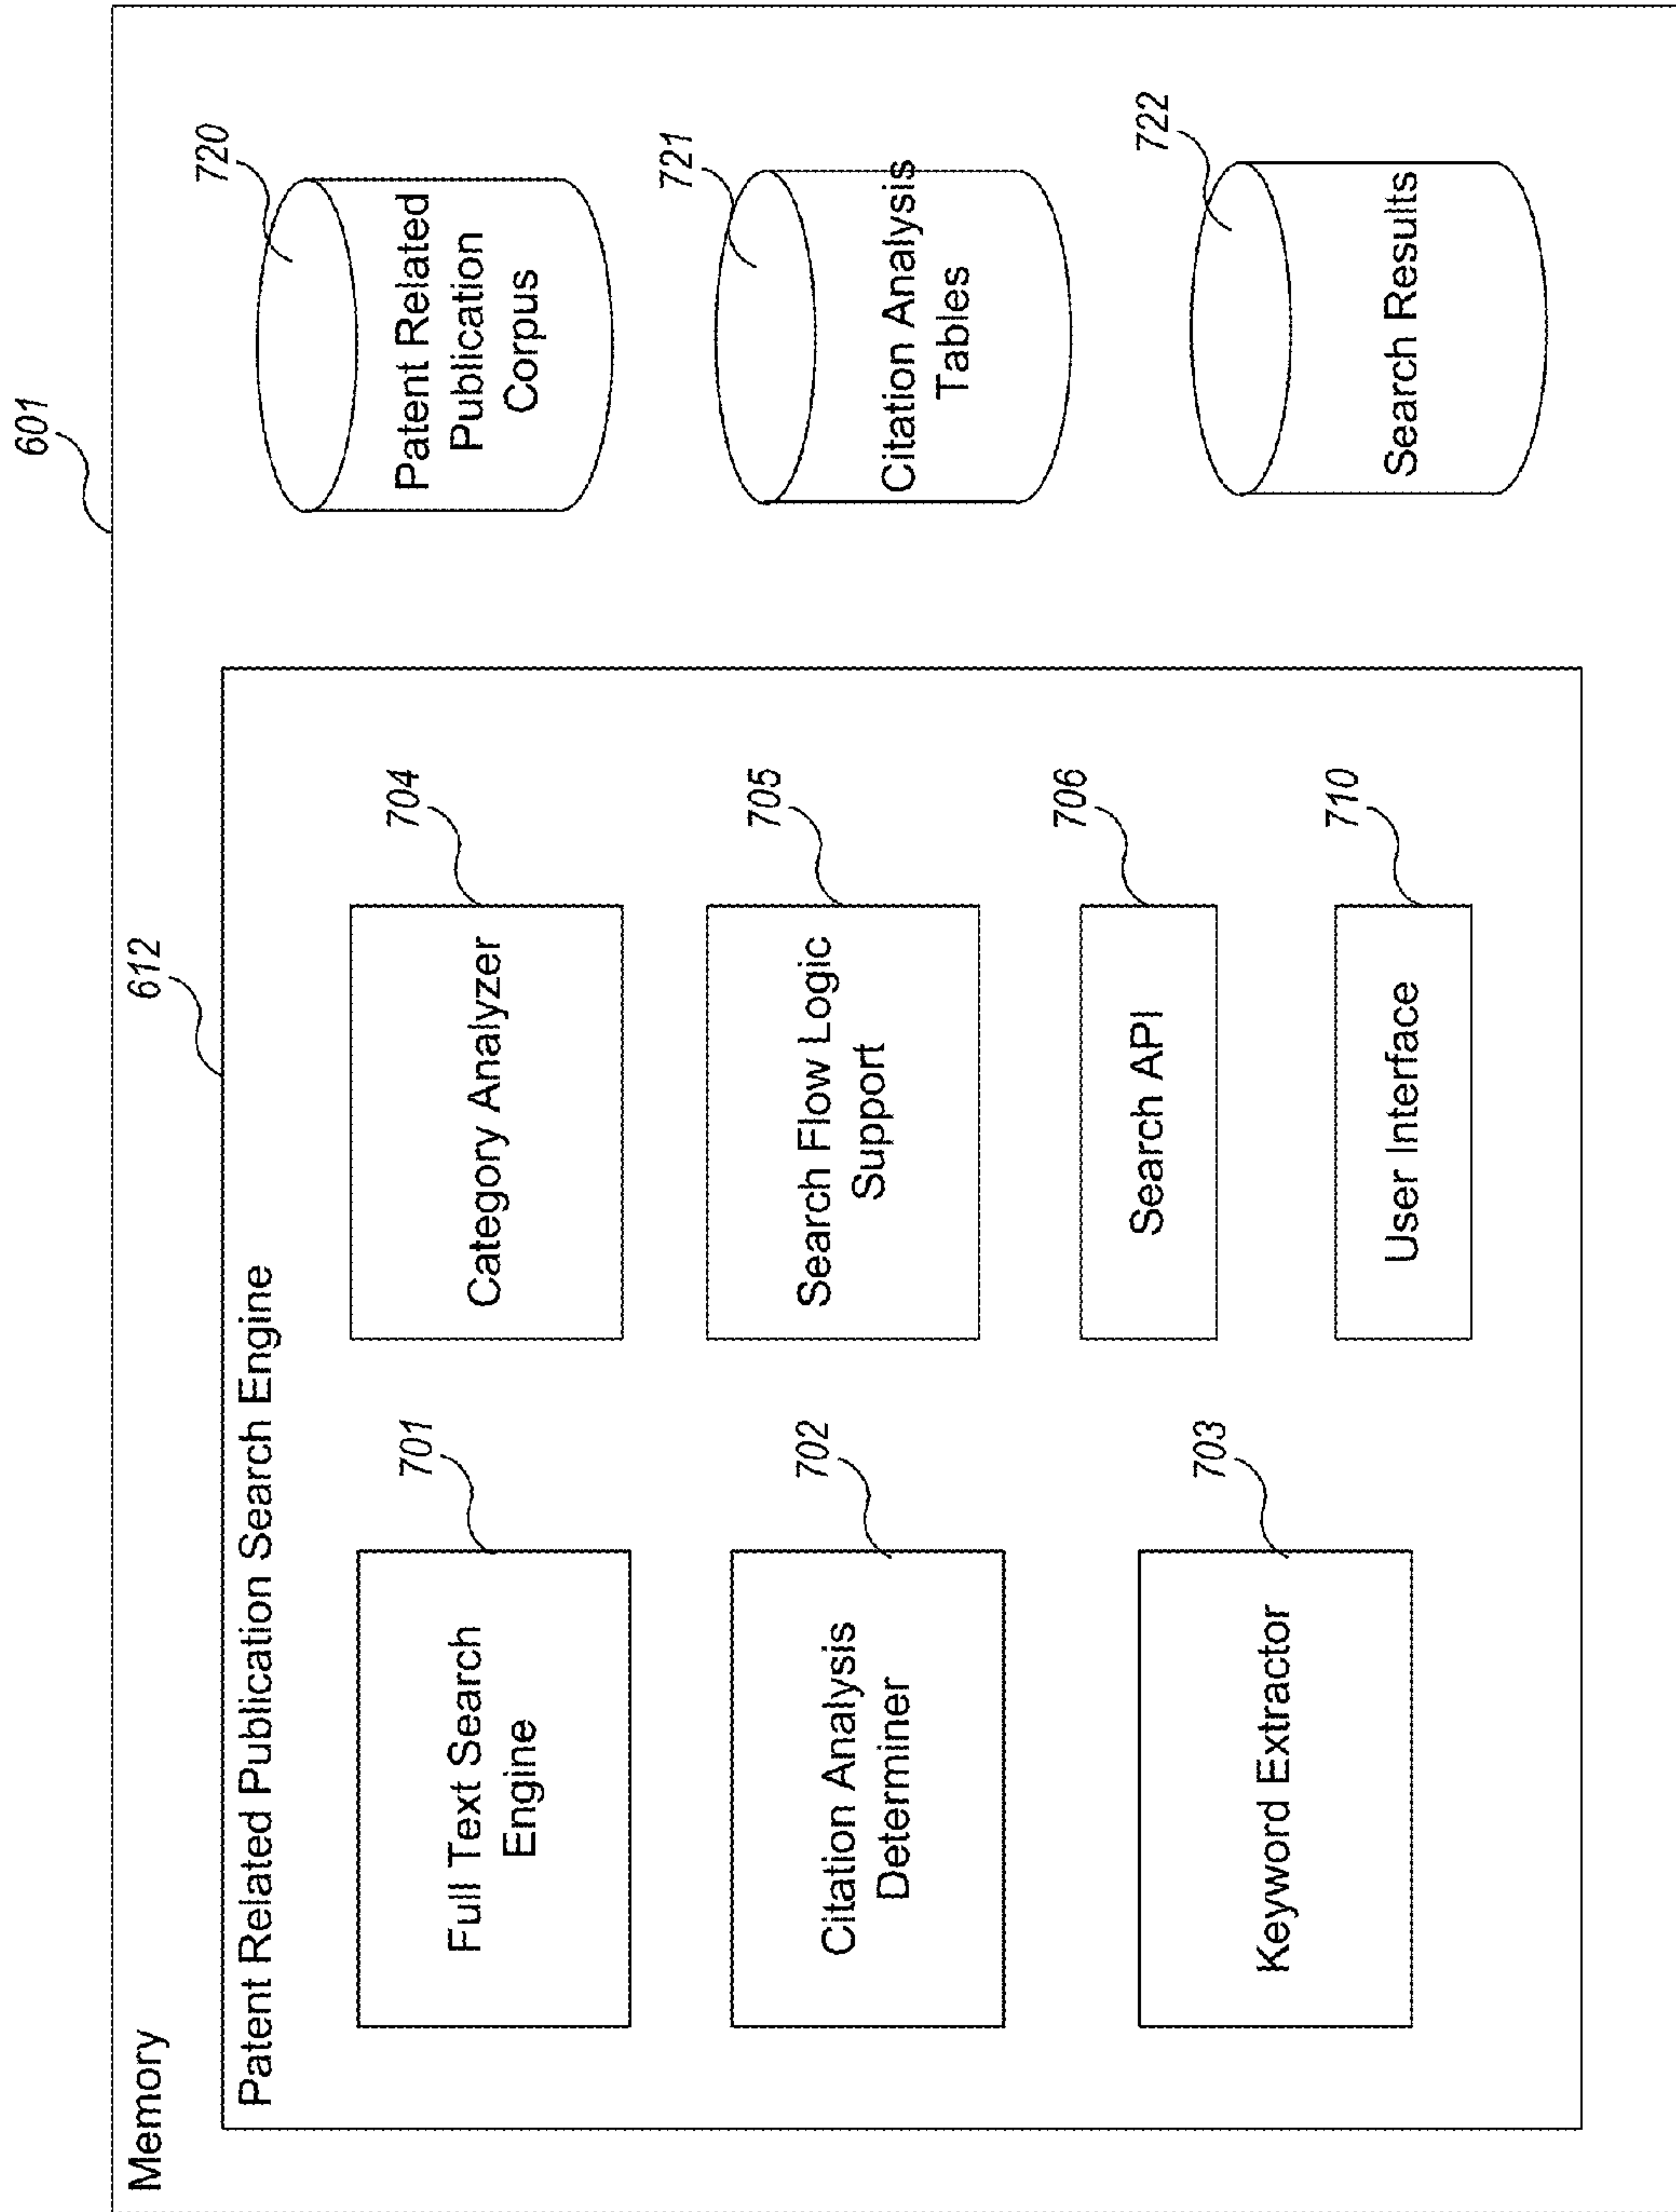 601
Memory
612
Patent Related Publication Search Engine
701
Full Text Search
Engine
702
Citation Analysis
Determiner
703
Keyword Extractor
704
Category Analyzer
705
Search Flow Logic
Support
706
Search API
710
User Interface
720
Patent Related
Publication
Corpus
721
Citation Analysis
Tables
722
Search Results